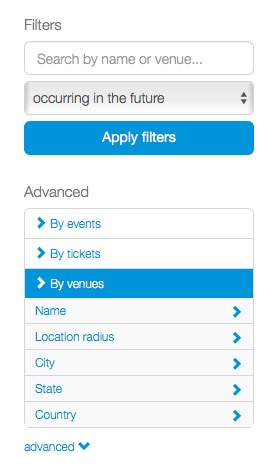 Filters
Search by name or venue...
occurring in the future
Apply filters
Advanced
By events
By tickets
By venues
Name
Location radius
City
State
Country
advanced